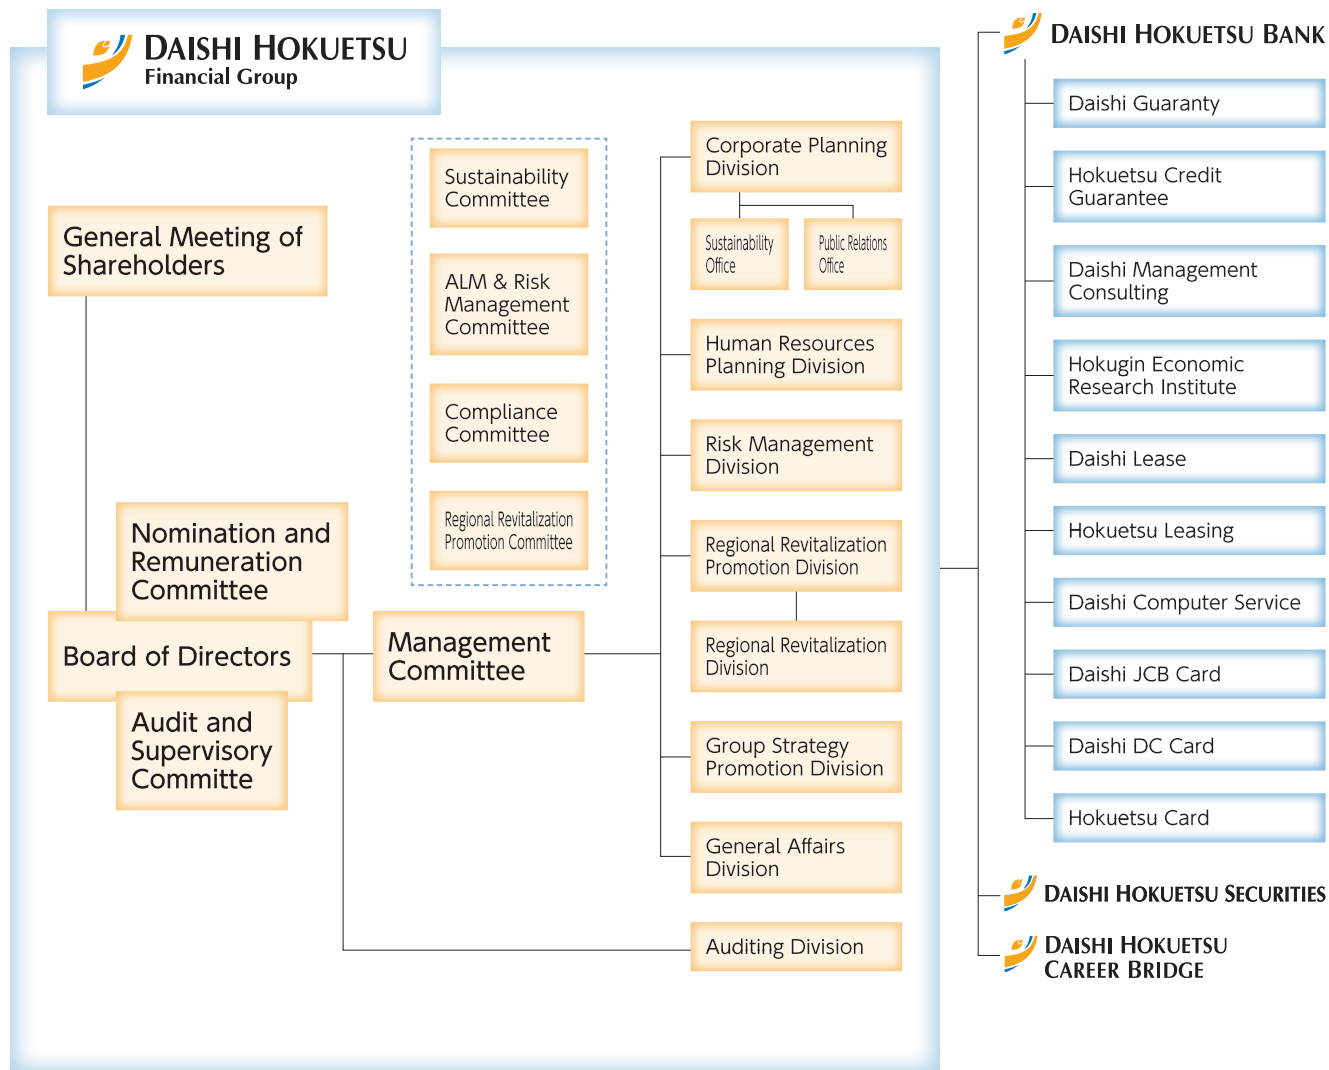 DAISHI HOKUETSU
Financial Group
General Meeting of
Shareholders
Nomination and
Remuneration
Committee
Board of Directors
Audit and
Supervisory
Committe
Sustainability
Committee
ALM & Risk
Management
Committee
Compliance
Committee
Regional Revitalization
Promotion Committee
Management
Committee
Corporate Planning
Division
Sustainability
Office
Public Relations
Office
Human Resources
Planning Division
Risk Management
Division
Regional Revitalization
Promotion Division
Regional Revitalization
Division
Group Strategy
Promotion Division
General Affairs
Division
Auditing Division
DAISHI HOKUETSU BANK
Daishi Guaranty
Hokuetsu Credit
Guarantee
Daishi Management
Consulting
Hokugin Economic
Research Institute
Daishi Lease
Hokuetsu Leasing
Daishi Computer Service
Daishi JCB Card
Daishi DC Card
Hokuetsu Card
DAISHI HOKUETSU SECURITIES
DAISHI HOKUETSU
CAREER BRIDGE